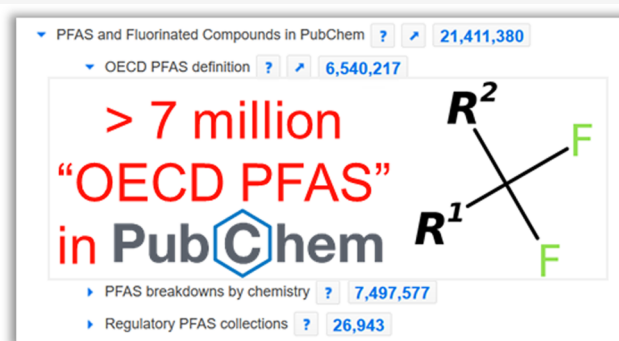 PFAS and Fluorinated Compounds in PubChem ? ↗ 21,411,380
OECD PFAS definition ? ↗ 6,540,217
> 7 million
“OECD PFAS”
in PubChem
R²
F
R¹
F
PFAS breakdowns by chemistry ? 7,497,577
Regulatory PFAS collections ? 26,943